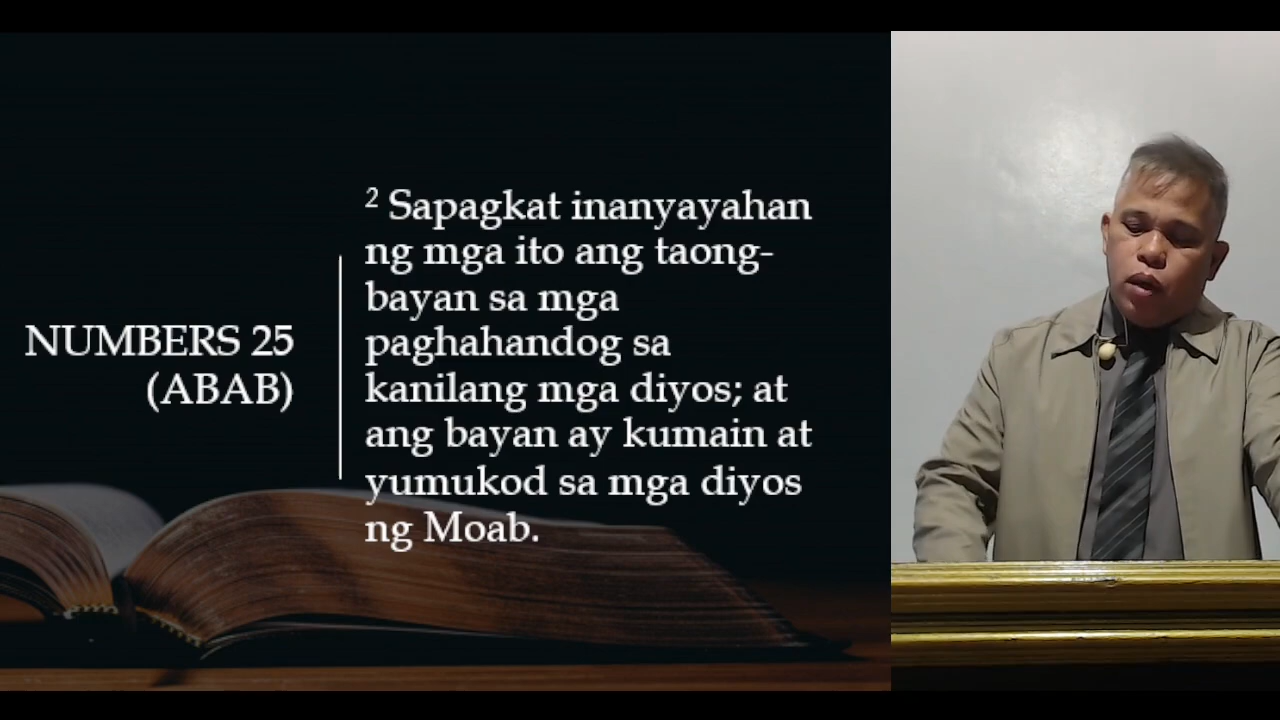 NUMBERS 25
(ABAB)
2 Sapagkat inanyayahan
ng mga ito ang taong-
bayan sa mga
paghahandog sa
kanilang mga diyos; at
ang bayan ay kumain at
yumukod sa mga diyos
ng Moab.